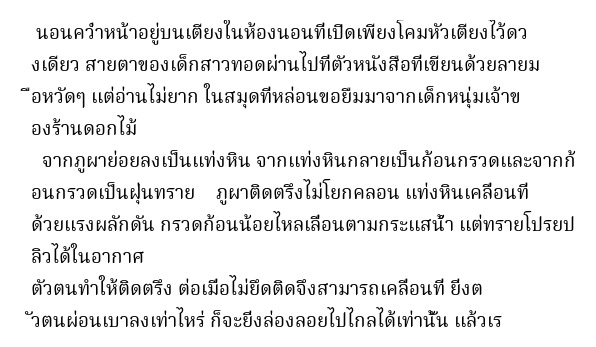 นอนคว่ำหน้าอยู่บนเตียงในห้องนอนที่เปิดเพียงโคมหัวเตียงไว้ดว
งเดียว สายตาของเด็กสาวทอดผ่านไปที่ตัวหนังสือที่เขียนด้วยลายม
ือหวัดๆ แต่อ่านไม่ยาก ในสมุดที่หล่อนขอยืมมาจากเด็กหนุ่มเจ้าข
องร้านดอกไม้
จากภูผาย่อยลงเป็นแท่งหิน จากแท่งหินกลายเป็นก้อนกรวดและจากก้
อนกรวดเป็นฝุ่นทราย ภูผาติดตรึงไม่โยกคลอน แท่งหินเคลื่อนที่
ด้วยแรงผลักดัน กรวดก้อนน้อยไหลเลื่อนตามกระแสน้ำ แต่ทรายโปรยป
ลิวได้ในอากาศ
ตัวตนทำให้ติดตรึง ต่อเมื่อไม่ยึดติดจึงสามารถเคลื่อนที่ ยิ่งต
ัวตนผ่อนเบาลงเท่าไหร่ ก็จะยิ่งล่องลอยไปไกลได้เท่านั้น แล้วเร